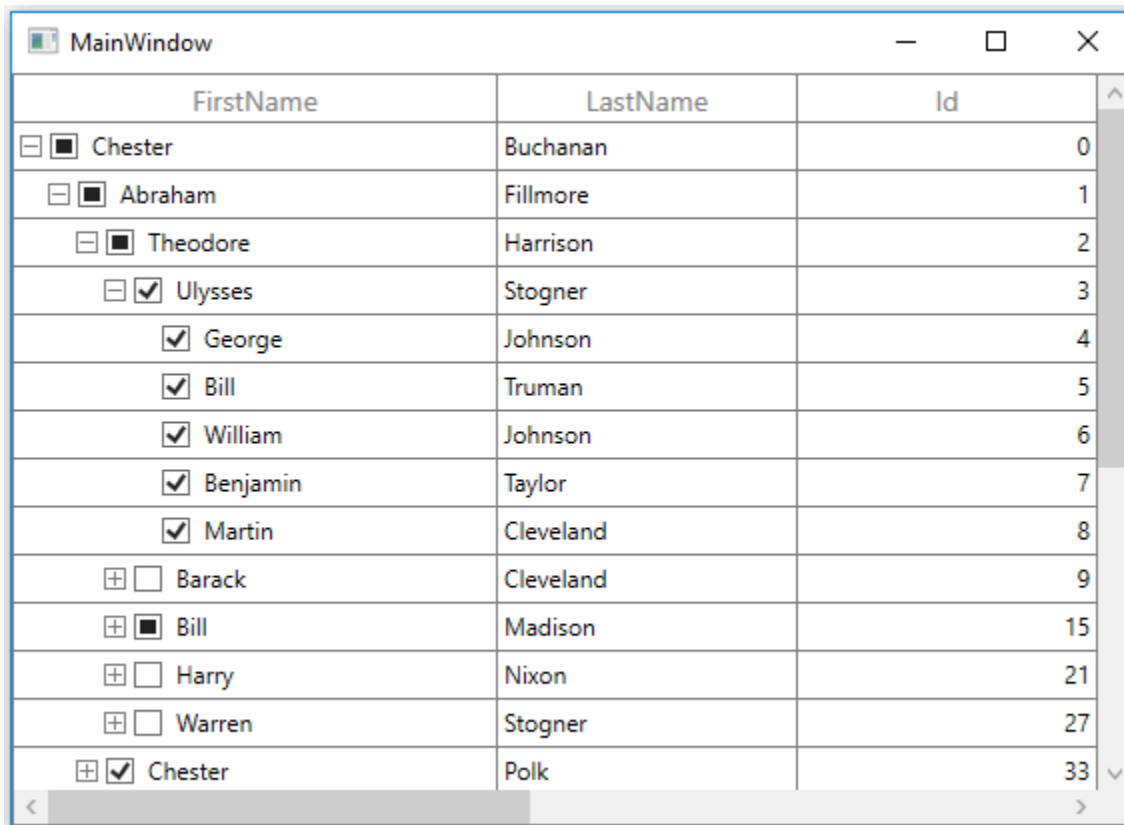 MainWindow
FirstName LastName Id
Chester Buchanan 0
Abraham Fillmore 1
Theodore Harrison 2
Ulysses Stogner 3
George Johnson 4
Bill Truman 5
William Johnson 6
Benjamin Taylor 7
Martin Cleveland 8
Barack Cleveland 9
Bill Madison 15
Harry Nixon 21
Warren Stogner 27
Chester Polk 33